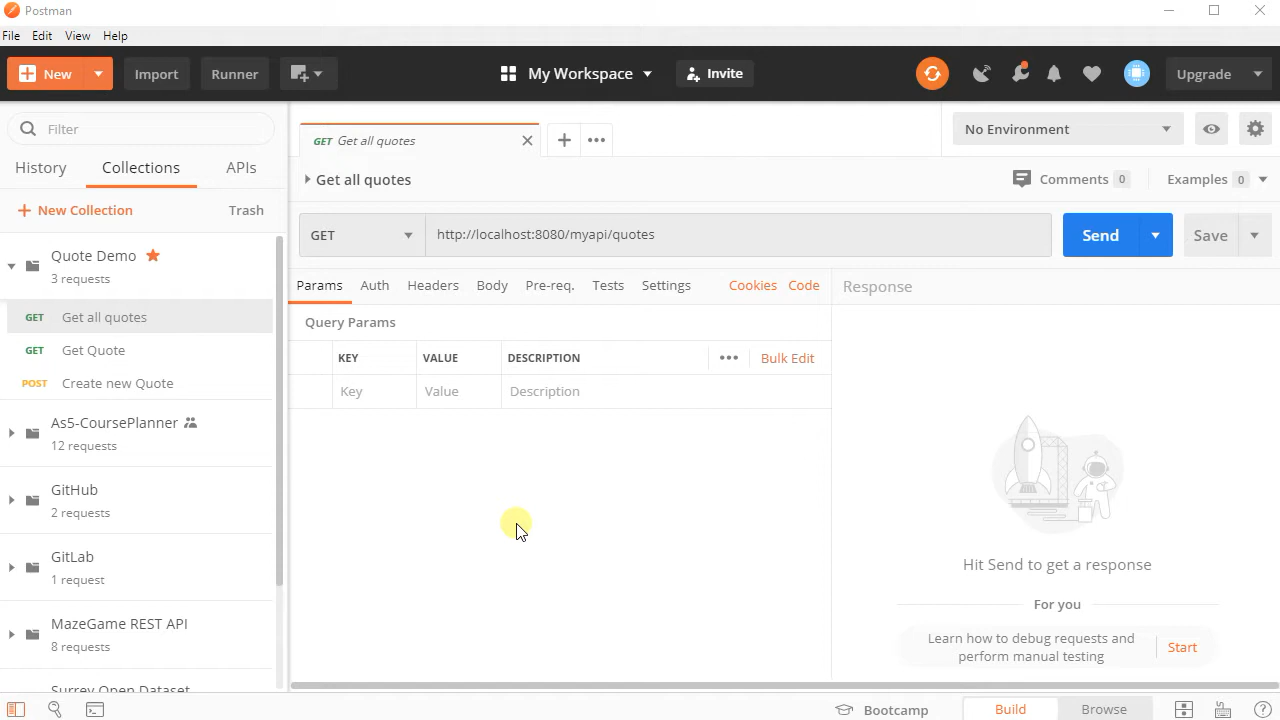 Postman
File Edit View Help
New Import Runner My Workspace Invite Upgrade
Filter
History Collections APIs
New Collection Trash
Quote Demo
3 requests
GET Get all quotes
GET Get Quote
POST Create new Quote
As5-CoursePlanner
12 requests
GitHub
2 requests
GitLab
1 request
MazeGame REST API
8 requests
Surrey Open Dataset
GET Get all quotes
No Environment
Get all quotes
Comments 0 Examples 0
GET http://localhost:8080/myapi/quotes Send Save
Params Auth Headers Body Pre-req. Tests Settings Cookies Code
Query Params
KEY VALUE DESCRIPTION ••• Bulk Edit
Key Value Description
Response
Hit Send to get a response
For you
Learn how to debug requests and
perform manual testing
Start
Bootcamp Build Browse